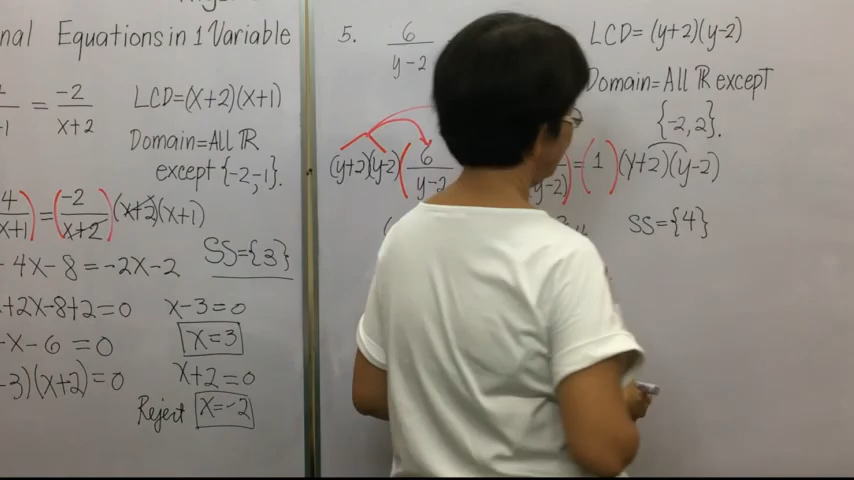 nal Equations in 1 Variable
= -2/(x+2)
LCD=(x+2)(x+1)
Domain=All ℝ
except {-2,-1}.
4/(x+1)) = (-2/(x+2)) (x+2)(x+1)
- 4x-8=-2x-2
SS={3}
+2x-8+2=0
x-3=0
-x-6=0
x=3
-3)(x+2)=0
x+2=0
Reject x=-2
5. 6/(y-2)
LCD= (y+2)(y-2)
Domain=All ℝ except
{-2,2}.
(y+2)(y-2)(6/(y-2)
y-2))=(1)(y+2)(y-2)
SS={4}